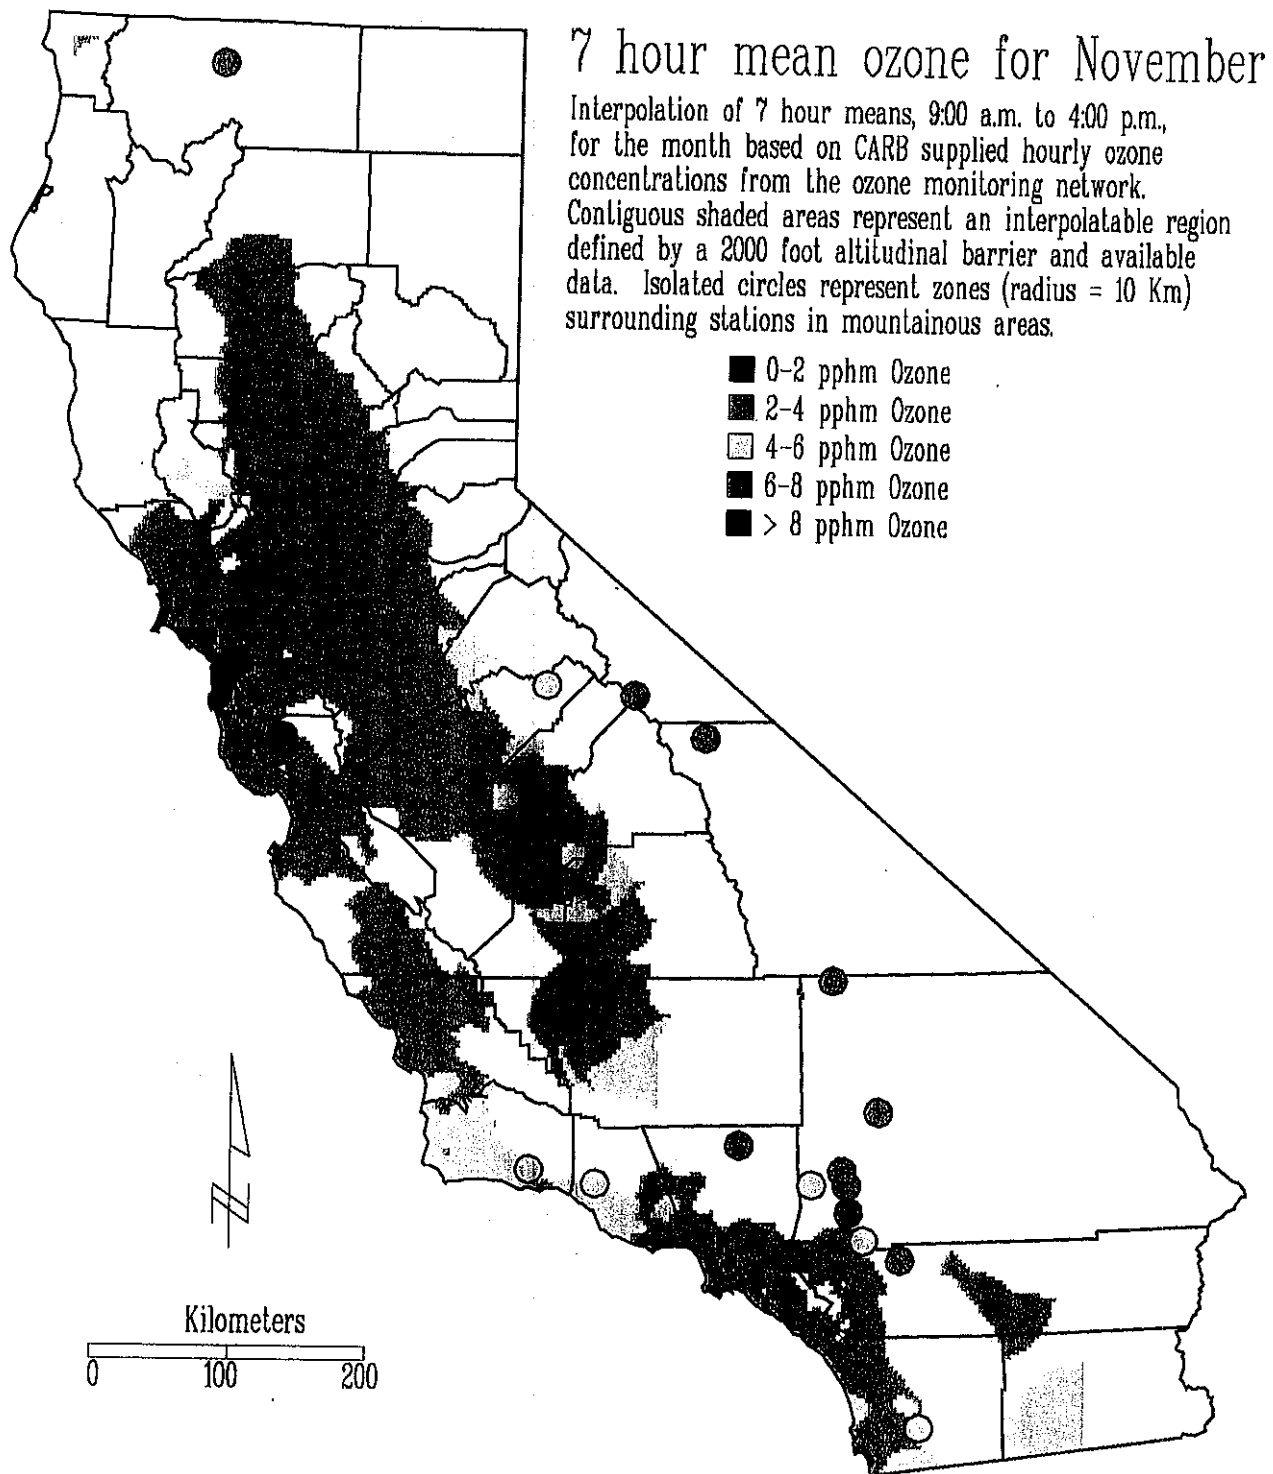 7 hour mean ozone for November
Interpolation of 7 hour means, 9:00 a.m. to 4:00 p.m.,
for the month based on CARB supplied hourly ozone
concentrations from the ozone monitoring network.
Contiguous shaded areas represent an interpolatable region
defined by a 2000 foot altitudinal barrier and available
data. Isolated circles represent zones (radius = 10 Km)
surrounding stations in mountainous areas.
0-2 pphm Ozone
2-4 pphm Ozone
4-6 pphm Ozone
6-8 pphm Ozone
> 8 pphm Ozone
N
Kilometers
0 100 200